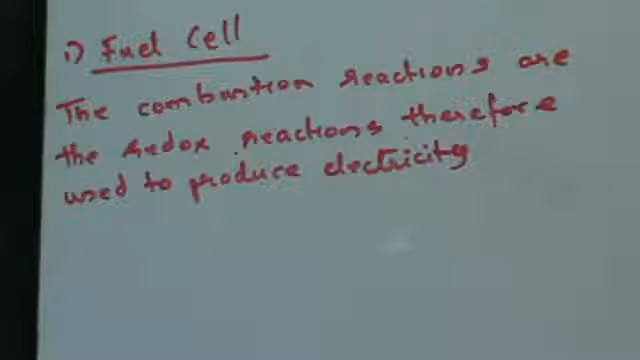 1) Fuel Cell
The combustion reactions are
the redox reactions therefore
used to produce electricity